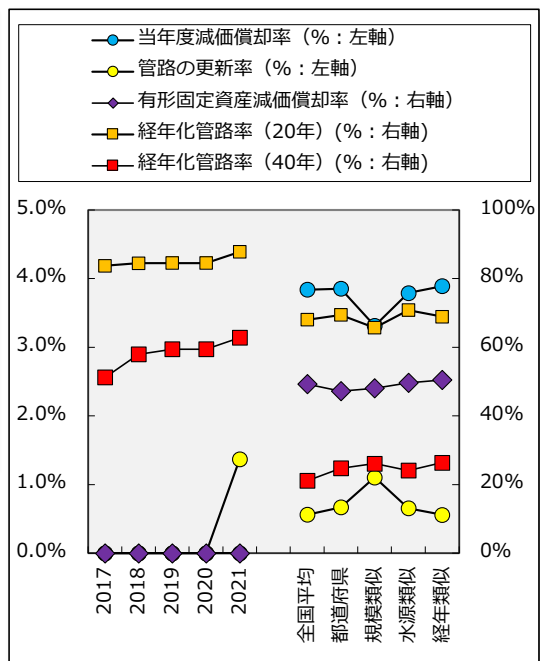 当年度減価償却率（%：左軸）
管路の更新率（%：左軸）
有形固定資産減価償却率（%：右軸）
経年化管路率（20年）(%：右軸)
経年化管路率（40年）(%：右軸)
5.0%
4.0%
3.0%
2.0%
1.0%
0.0%
100%
80%
60%
40%
20%
0%
2017
2018
2019
2020
2021
全国平均
都道府県
規模類似
水源類似
経年類似